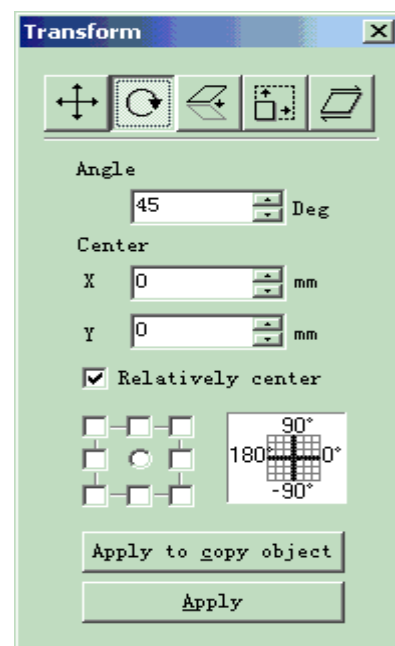 Transform
Angle
45 Deg
Center
X 0 mm
Y 0 mm
Relatively center
90°
180° 0°
-90°
Apply to copy object
Apply